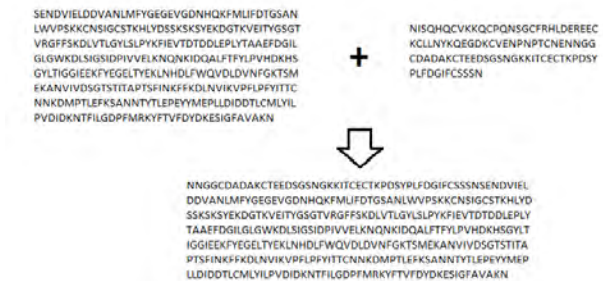 SENDVIELDDVANLMFYGEGEVGDNHQKFMLIFDTGSAN
LWVPSKKCNSIGCSTKHLYDSSKSKSYEKDGTKVEITYGSGT
VRGFFSKDLVTLGYLSLPYKFIEVTDTDDLEPLYTAAEFDGIL
GLGWKDLSIGSIDPIVVELKNQNKIDQALFTFYLPVHDKHS
GYLTIGGIEEKFYEGELTYEKLNHDLFWQVDLDVNFGKTSM
EKANVIVDSGTSTITAPTSFINKFFKDLNVIKVPFLPFYITTC
NNKDMPTLEFKSANNTYTLEPEYYMEPLLDIDDTLCMLYIL
PVDIDKNTFILGDPFMRKYFTVFDYDKESIGFAVAKN
+
NISQHQCVKKQCPQNSGCFRHLDEREEC
KCLLNYKQEGDKCVENPNPTCNENNGG
CDADAKCTEEDSGSNGKKITCECTKPDSY
PLFDGIFCSSSN
NNGGCDADAKCTEEDSGSNGKKITCECTKPDSYPLFDGIFCSSSNSENDVIEL
DDVANLMFYGEGEVGDNHQKFMLIFDTGSANLWVPSKKCNSIGCSTKHLYD
SSKSKSYEKDGTKVEITYGSGTVRGFFSKDLVTLGYLSLPYKFIEVTDTDDLEPLY
TAAEFDGILGLGWKDLSIGSIDPIVVELKNQNKIDQALFTFYLPVHDKHSGYLT
IGGIEEKFYEGELTYEKLNHDLFWQVDLDVNFGKTSMEKANVIVDSGTSTITA
PTSFINKFFKDLNVIKVPFLPFYITTCNNKDMPTLEFKSANNTYTLEPEYYMEP
LLDIDDTLCMLYILPVDIDKNTFILGDPFMRKYFTVFDYDKESIGFAVAKN